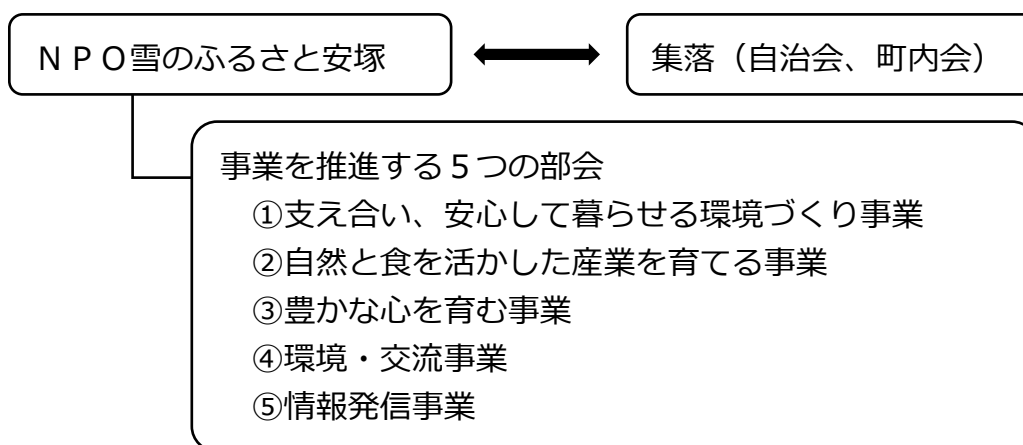 ＮＰＯ雪のふるさと安塚
集落（自治会、町内会）
事業を推進する５つの部会
①支え合い、安心して暮らせる環境づくり事業
②自然と食を活かした産業を育てる事業
③豊かな心を育む事業
④環境・交流事業
⑤情報発信事業